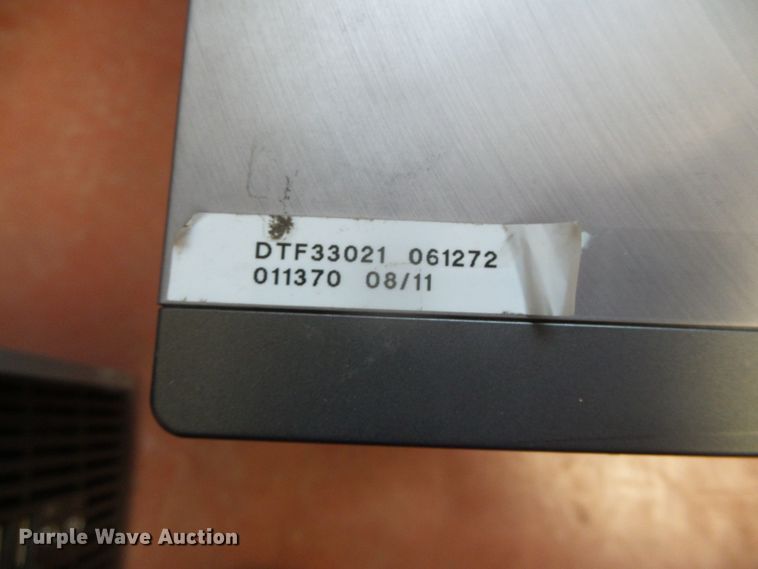 DTF33021 061272
011370 08/11
Purple Wave Auction